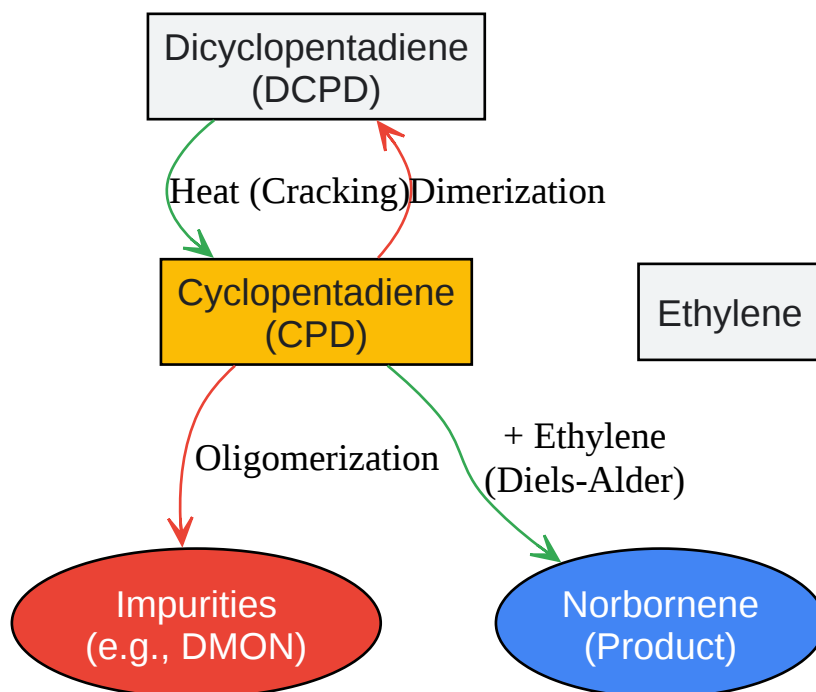 Dicyclopentadiene
(DCPD)
Heat (Cracking)
Dimerization
Cyclopentadiene
(CPD)
Ethylene
Oligomerization
+ Ethylene
(Diels-Alder)
Impurities
(e.g., DMON)
Norbornene
(Product)